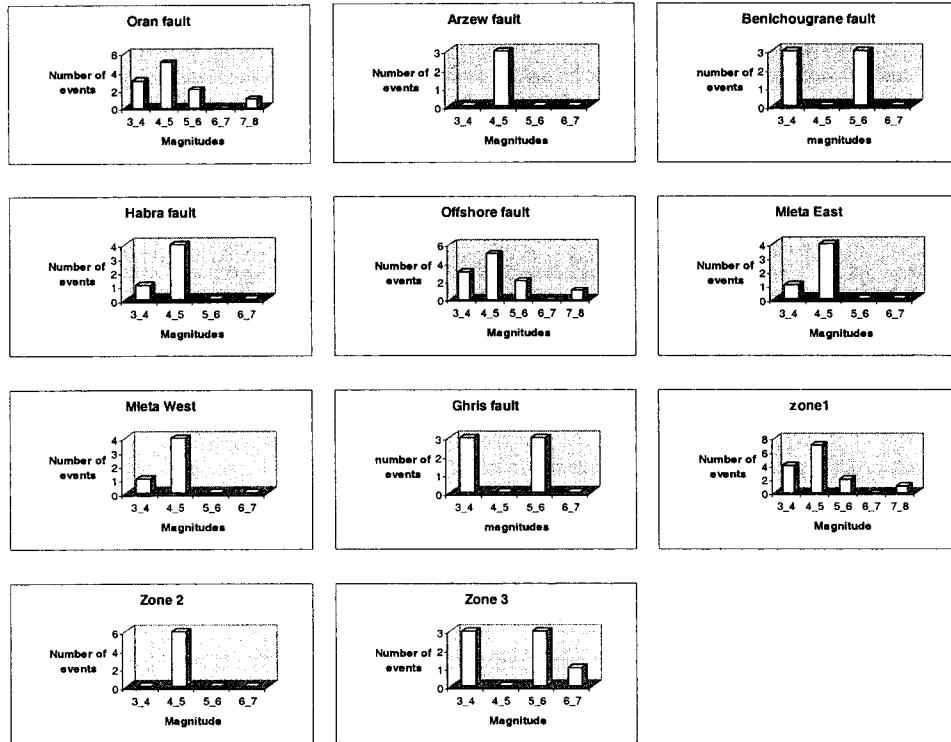 Oran fault
Number of
events
6
4
2
0
3_4 4_5 5_6 6_7 7_8
Magnitudes
Arzew fault
Number of
events
3
2
1
0
3_4 4_5 5_6 6_7
Magnitudes
Benichougrane fault
number of
events
3
2
1
0
3_4 4_5 5_6 6_7
magnitudes
Habra fault
Number of
events
4
3
2
1
0
3_4 4_5 5_6 6_7
Magnitudes
Offshore fault
Number of
events
6
4
2
0
3_4 4_5 5_6 6_7 7_8
Magnitudes
Mleta East
Number of
events
4
3
2
1
0
3_4 4_5 5_6 6_7
Magnitudes
Mleta West
Number of
events
4
3
2
1
0
3_4 4_5 5_6 6_7
Magnitudes
Ghris fault
number of
events
3
2
1
0
3_4 4_5 5_6 6_7
magnitudes
zone1
Number of
events
8
6
4
2
0
3_4 4_5 5_6 6_7 7_8
Magnitude
Zone 2
Number of
events
6
4
2
0
3_4 4_5 5_6 6_7
Magnitude
Zone 3
Number of
events
3
2
1
0
3_4 4_5 5_6 6_7
Magnitude